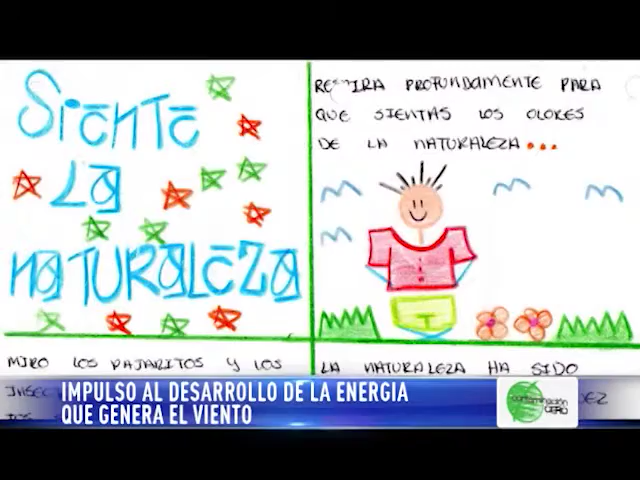 SIENTE
LA
NATURALEZA
RESPIRA PROFUNDAMENTE PARA
QUE SIENTAS LOS OLORES
DE LA NATURALEZA...
MIRO LOS PAJARITOS Y LOS
LA NATURALEZA HA SIDO
IMPULSO AL DESARROLLO DE LA ENERGIA
QUE GENERA EL VIENTO
contaminación
CERO